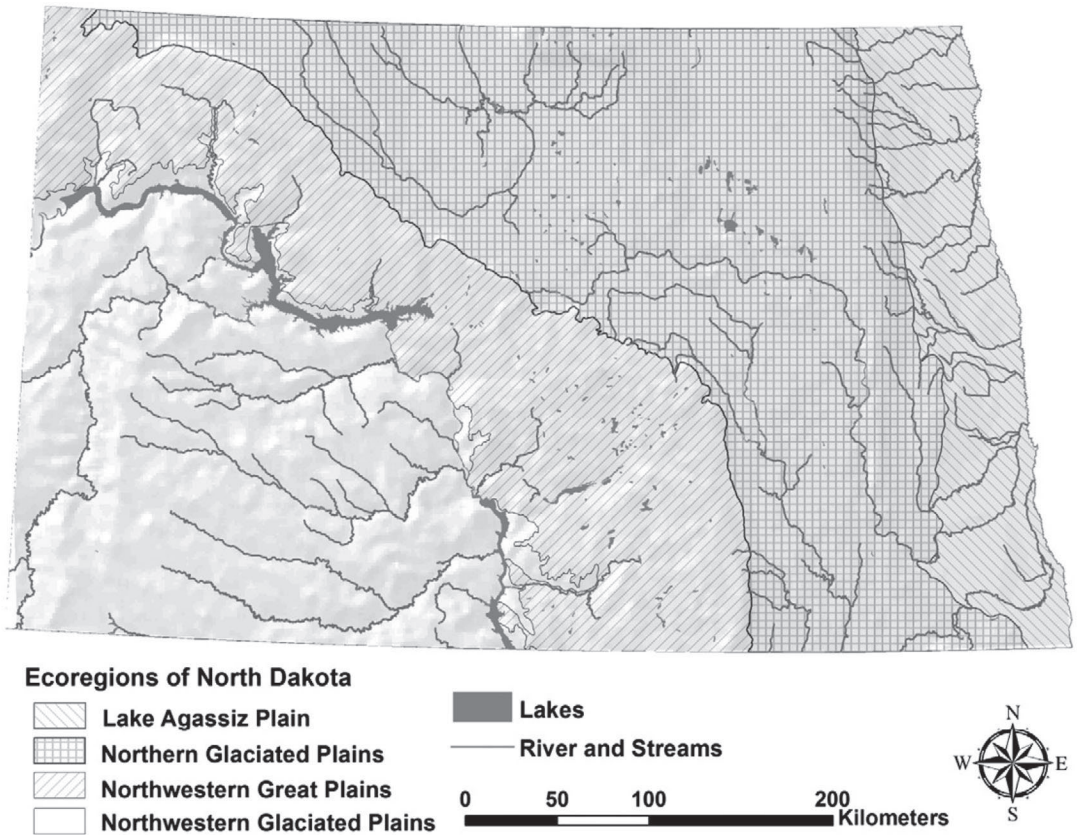 Ecoregions of North Dakota
Lake Agassiz Plain
Northern Glaciated Plains
Northwestern Great Plains
Northwestern Glaciated Plains
Lakes
River and Streams
0 50 100 200
Kilometers
N
W E
S